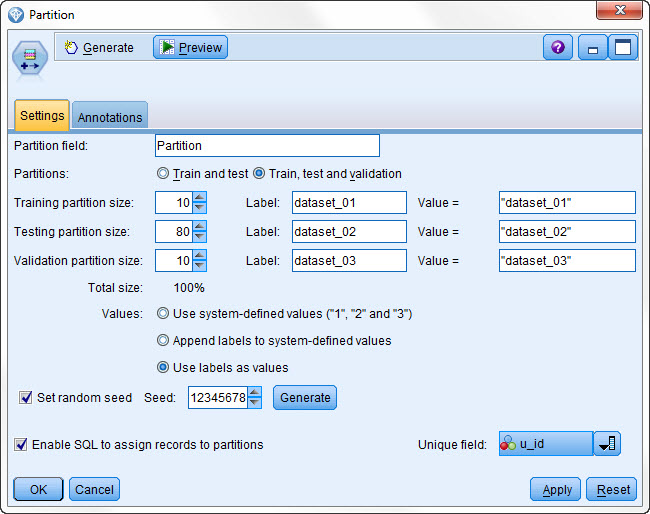 Partition
Generate Preview ?
Settings Annotations
Partition field: Partition
Partitions: Train and test Train, test and validation
Training partition size: 10 Label: dataset_01 Value = "dataset_01"
Testing partition size: 80 Label: dataset_02 Value = "dataset_02"
Validation partition size: 10 Label: dataset_03 Value = "dataset_03"
Total size: 100%
Values: Use system-defined values ("1", "2" and "3")
Append labels to system-defined values
Use labels as values
Set random seed Seed: 12345678 Generate
Enable SQL to assign records to partitions Unique field: u_id
OK Cancel Apply Reset